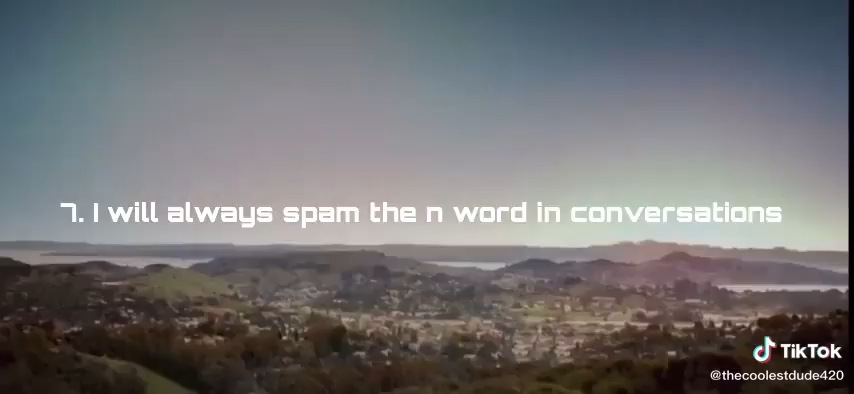 7. I will always spam the n word in conversations
TikTok
@thecoolestdude420